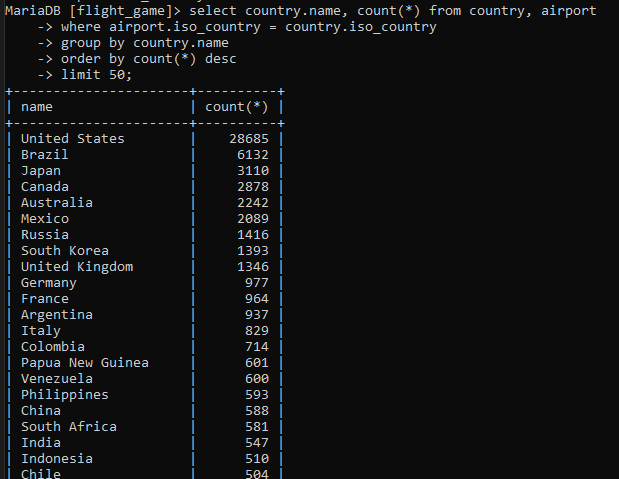 MariaDB [flight_game]> select country.name, count(*) from country, airport
    -> where airport.iso_country = country.iso_country
    -> group by country.name
    -> order by count(*) desc
    -> limit 50;
+----------------------+----------+
| name                 | count(*) |
+----------------------+----------+
| United States        |    28685 |
| Brazil               |     6132 |
| Japan                |     3110 |
| Canada               |     2878 |
| Australia            |     2242 |
| Mexico               |     2089 |
| Russia               |     1416 |
| South Korea          |     1393 |
| United Kingdom       |     1346 |
| Germany              |      977 |
| France               |      964 |
| Argentina            |      937 |
| Italy                |      829 |
| Colombia             |      714 |
| Papua New Guinea     |      601 |
| Venezuela            |      600 |
| Philippines          |      593 |
| China                |      588 |
| South Africa         |      581 |
| India                |      547 |
| Indonesia            |      510 |
| Chile                |      504 |